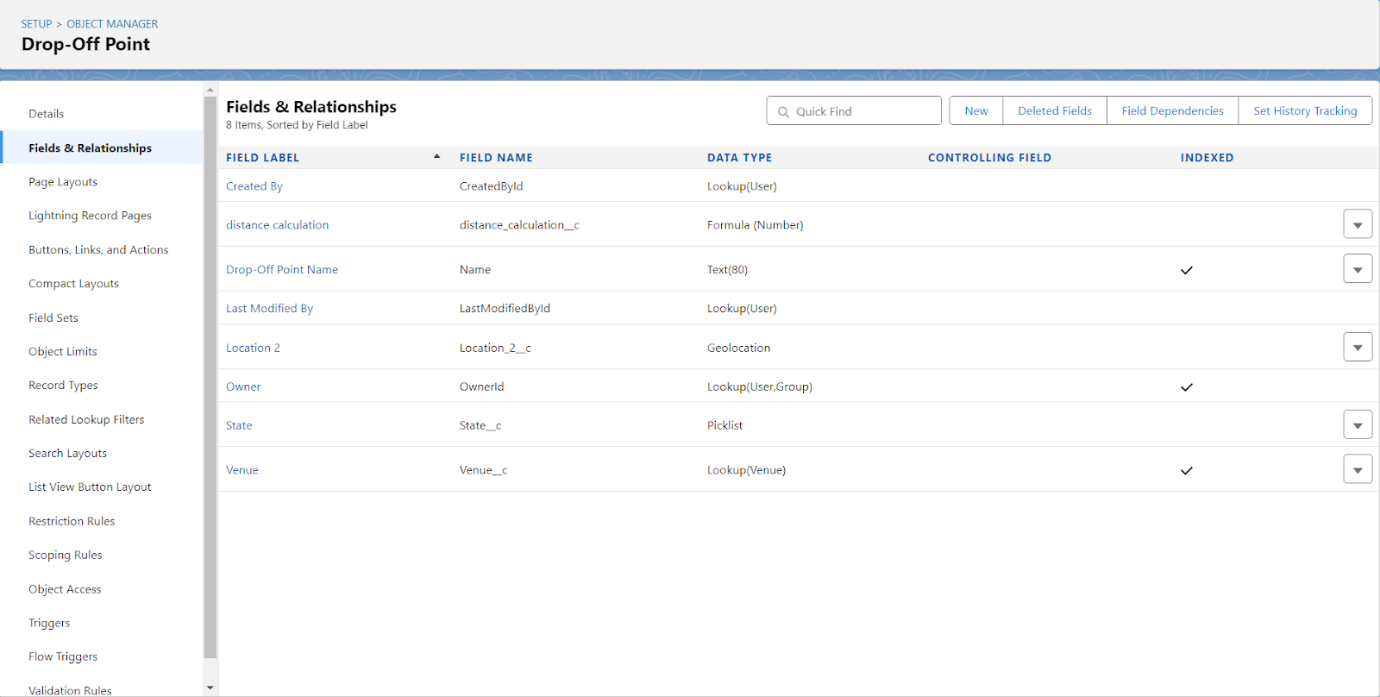 SETUP > OBJECT MANAGER
Drop-Off Point
Details
Fields & Relationships
Page Layouts
Lightning Record Pages
Buttons, Links, and Actions
Compact Layouts
Field Sets
Object Limits
Record Types
Related Lookup Filters
Search Layouts
List View Button Layout
Restriction Rules
Scoping Rules
Object Access
Triggers
Flow Triggers
Validation Rules
Fields & Relationships
8 Items, Sorted by Field Label
Quick Find
New Deleted Fields Field Dependencies Set History Tracking
FIELD LABEL FIELD NAME DATA TYPE CONTROLLING FIELD INDEXED
Created By CreatedById Lookup(User)
distance calculation distance_calculation__c Formula (Number)
Drop-Off Point Name Name Text(80)
Last Modified By LastModifiedById Lookup(User)
Location 2 Location_2__c Geolocation
Owner OwnerId Lookup(User,Group)
State State__c Picklist
Venue Venue__c Lookup(Venue)